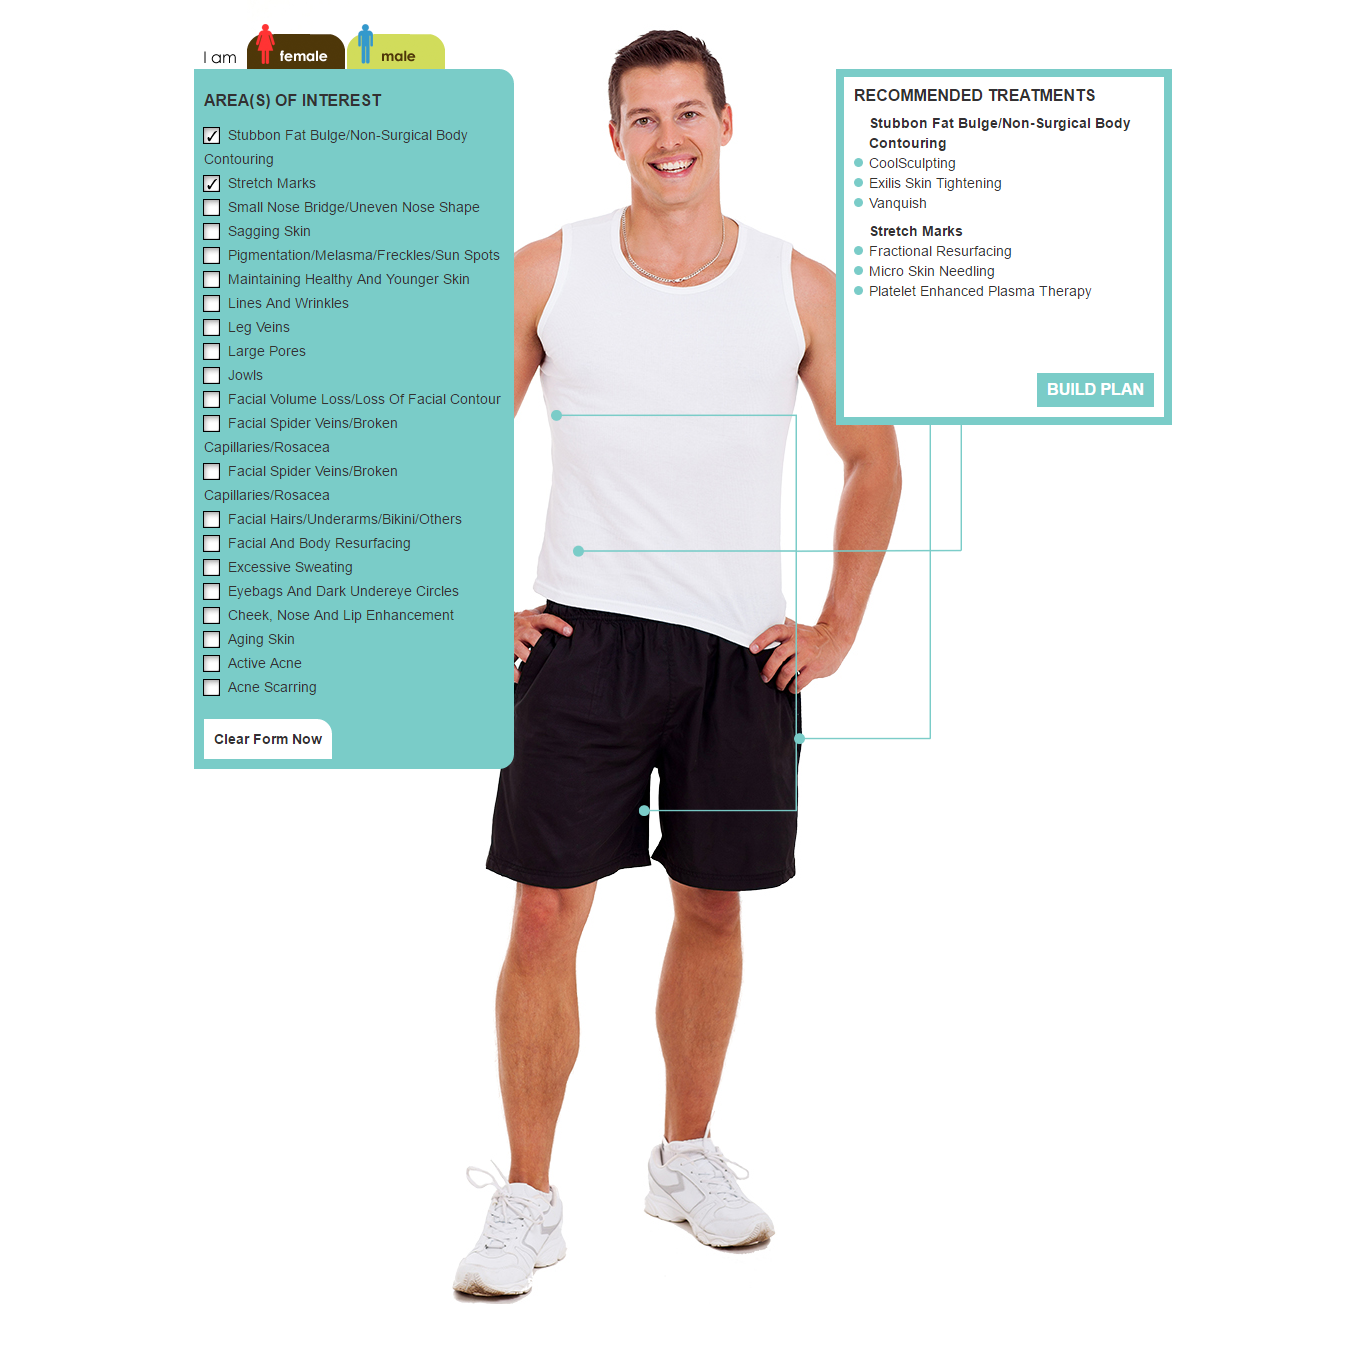 I am female male
AREA(S) OF INTEREST
Stubbon Fat Bulge/Non-Surgical Body
Contouring
Stretch Marks
Small Nose Bridge/Uneven Nose Shape
Sagging Skin
Pigmentation/Melasma/Freckles/Sun Spots
Maintaining Healthy And Younger Skin
Lines And Wrinkles
Leg Veins
Large Pores
Jowls
Facial Volume Loss/Loss Of Facial Contour
Facial Spider Veins/Broken
Capillaries/Rosacea
Facial Spider Veins/Broken
Capillaries/Rosacea
Facial Hairs/Underarms/Bikini/Others
Facial And Body Resurfacing
Excessive Sweating
Eyebags And Dark Undereye Circles
Cheek, Nose And Lip Enhancement
Aging Skin
Active Acne
Acne Scarring
Clear Form Now
RECOMMENDED TREATMENTS
Stubbon Fat Bulge/Non-Surgical Body
Contouring
CoolSculpting
Exilis Skin Tightening
Vanquish
Stretch Marks
Fractional Resurfacing
Micro Skin Needling
Platelet Enhanced Plasma Therapy
BUILD PLAN